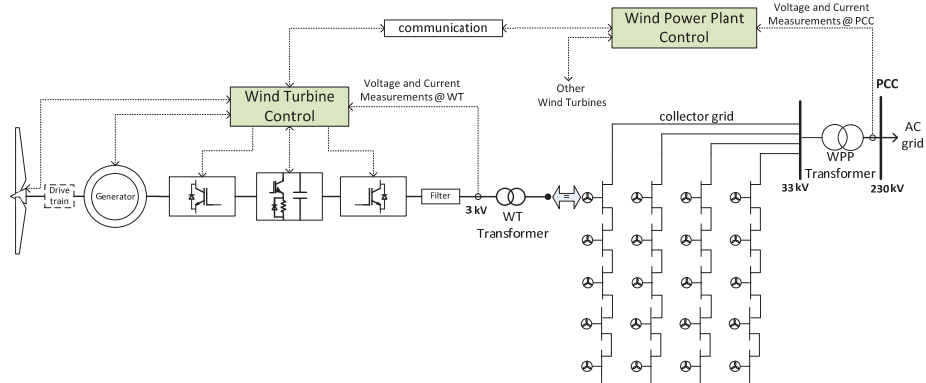 communication
Wind Power Plant
Control
Voltage and Current
Measurements @ PCC
Other
Wind Turbines
PCC
Wind Turbine
Control
Voltage and Current
Measurements @ WT
collector grid
AC
grid
WPP
Transformer
33 kV
230 kV
Drive
train
Generator
Filter
3 kV
WT
Transformer
=